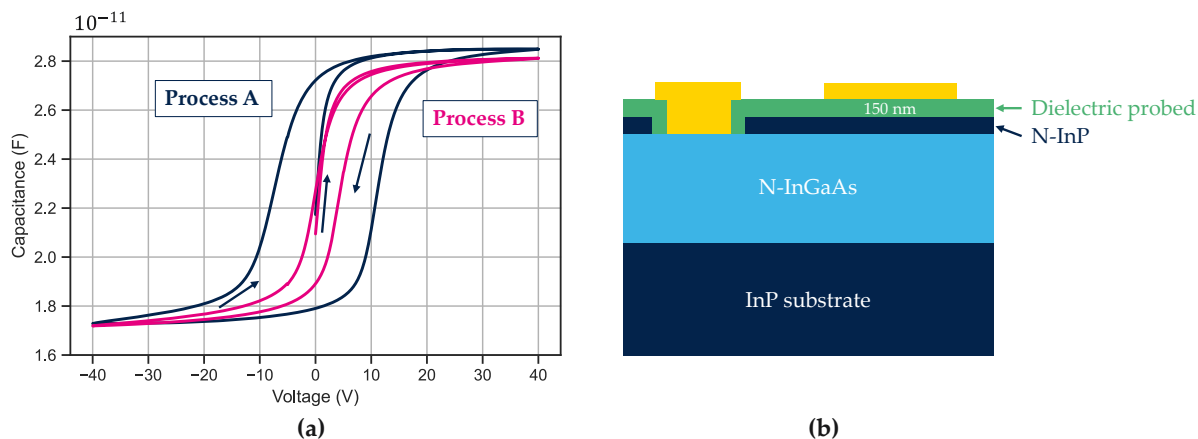 10⁻¹¹
Capacitance (F)
2.8
2.6
2.4
2.2
2.0
1.8
1.6
Process A
Process B
−40
−30
−20
−10
0
10
20
30
40
Voltage (V)
(a)
150 nm
Dielectric probed
N-InP
N-InGaAs
InP substrate
(b)